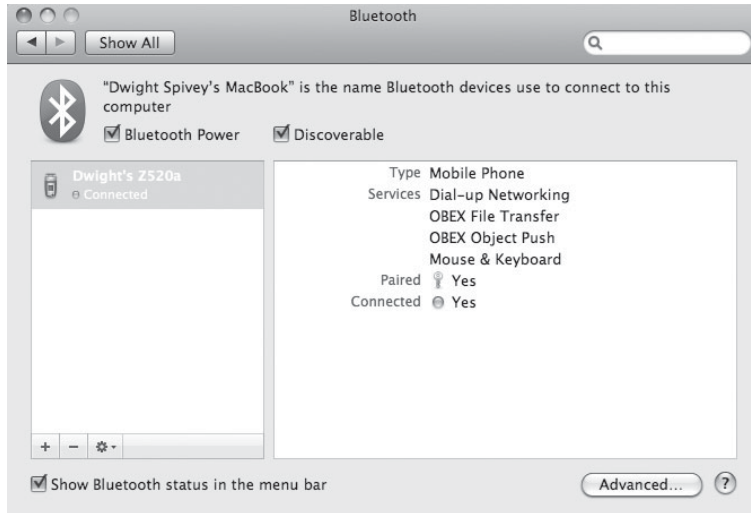 Bluetooth
Show All
"Dwight Spivey's MacBook" is the name Bluetooth devices use to connect to this
computer
Bluetooth Power
Discoverable
Dwight's Z520a
Connected
Type Mobile Phone
Services Dial-up Networking
OBEX File Transfer
OBEX Object Push
Mouse & Keyboard
Paired Yes
Connected Yes
+ −
Show Bluetooth status in the menu bar
Advanced... ?